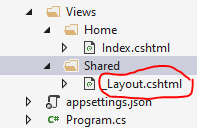 Views
Home
Index.cshtml
Shared
_Layout.cshtml
appsettings.json
Program.cs